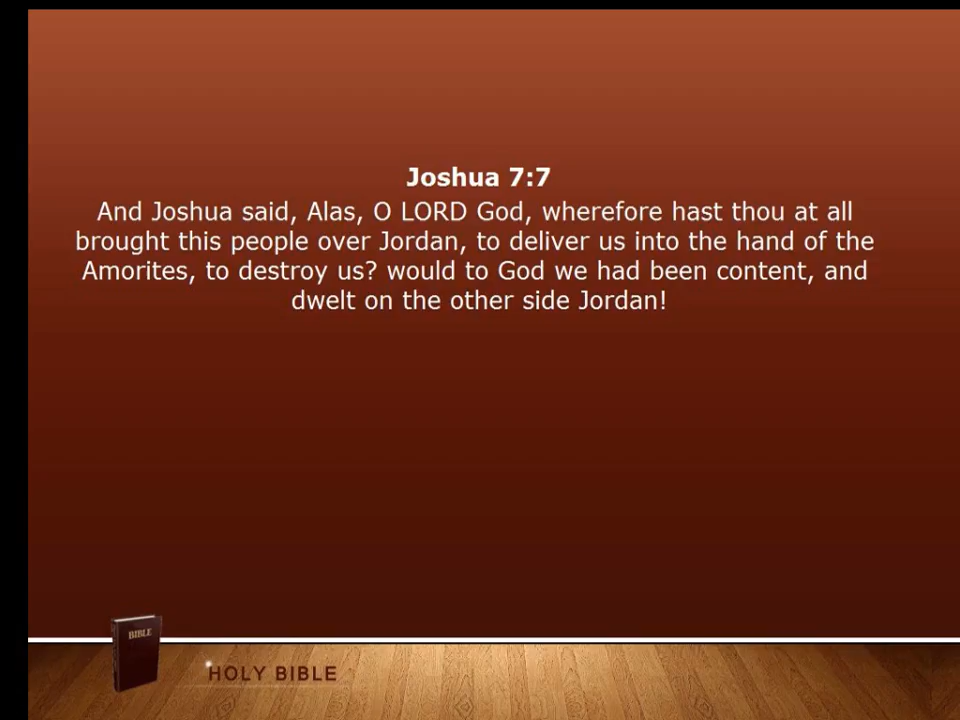 Joshua 7:7
And Joshua said, Alas, O LORD God, wherefore hast thou at all
brought this people over Jordan, to deliver us into the hand of the
Amorites, to destroy us? would to God we had been content, and
dwelt on the other side Jordan!
BIBLE
HOLY BIBLE